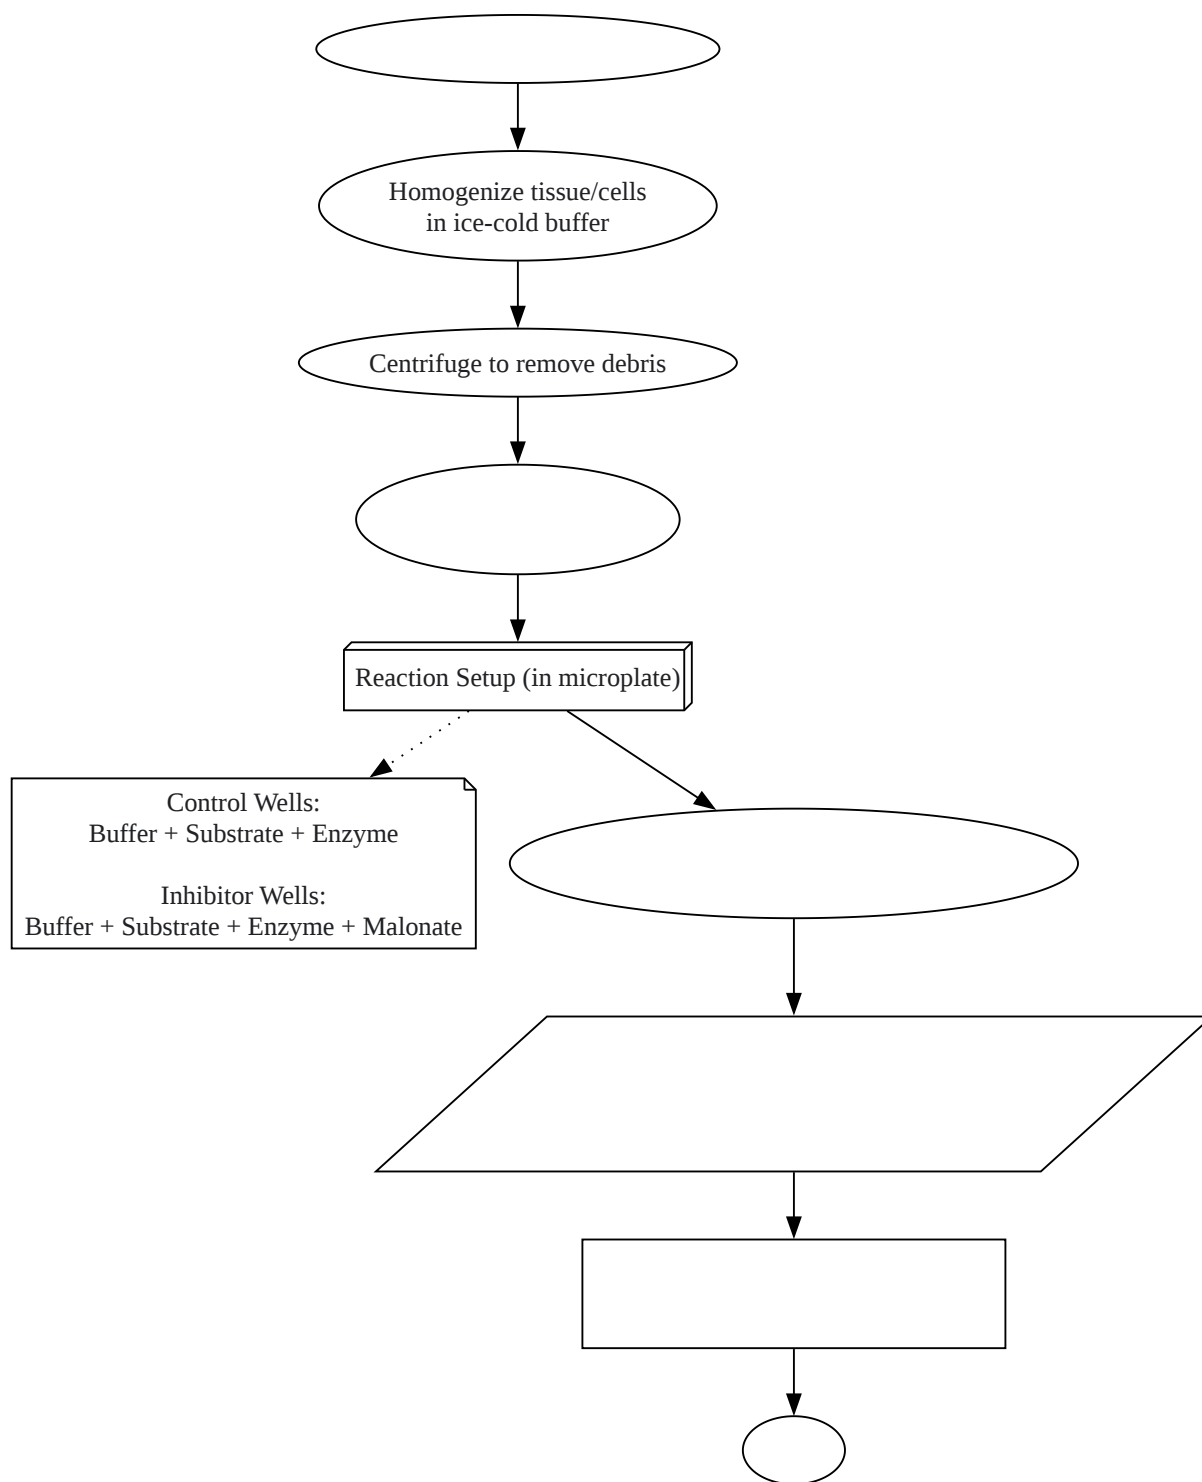 Homogenize tissue/cells
in ice-cold buffer
Centrifuge to remove debris
Reaction Setup (in microplate)
Control Wells:
Buffer + Substrate + Enzyme
Inhibitor Wells:
Buffer + Substrate + Enzyme + Malonate